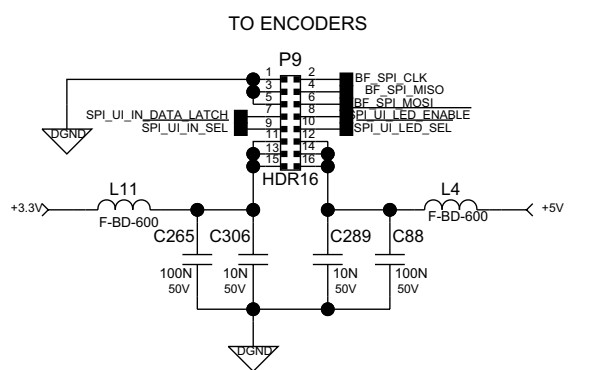 TO ENCODERS
P9
1 2 BF_SPI_CLK
3 4 BF_SPI_MISO
5 6 BF_SPI_MOSI
SPI_UI_IN_DATA_LATCH 7 8 SPI_UI_LED_ENABLE
SPI_UI_IN_SEL 9 10 SPI_UI_LED_SEL
11 12
13 14
15 16
DGND
HDR16
L11 L4
+3.3V F-BD-600 F-BD-600 +5V
C265 C306 C289 C88
100N 10N 10N 100N
50V 50V 50V 50V
DGND